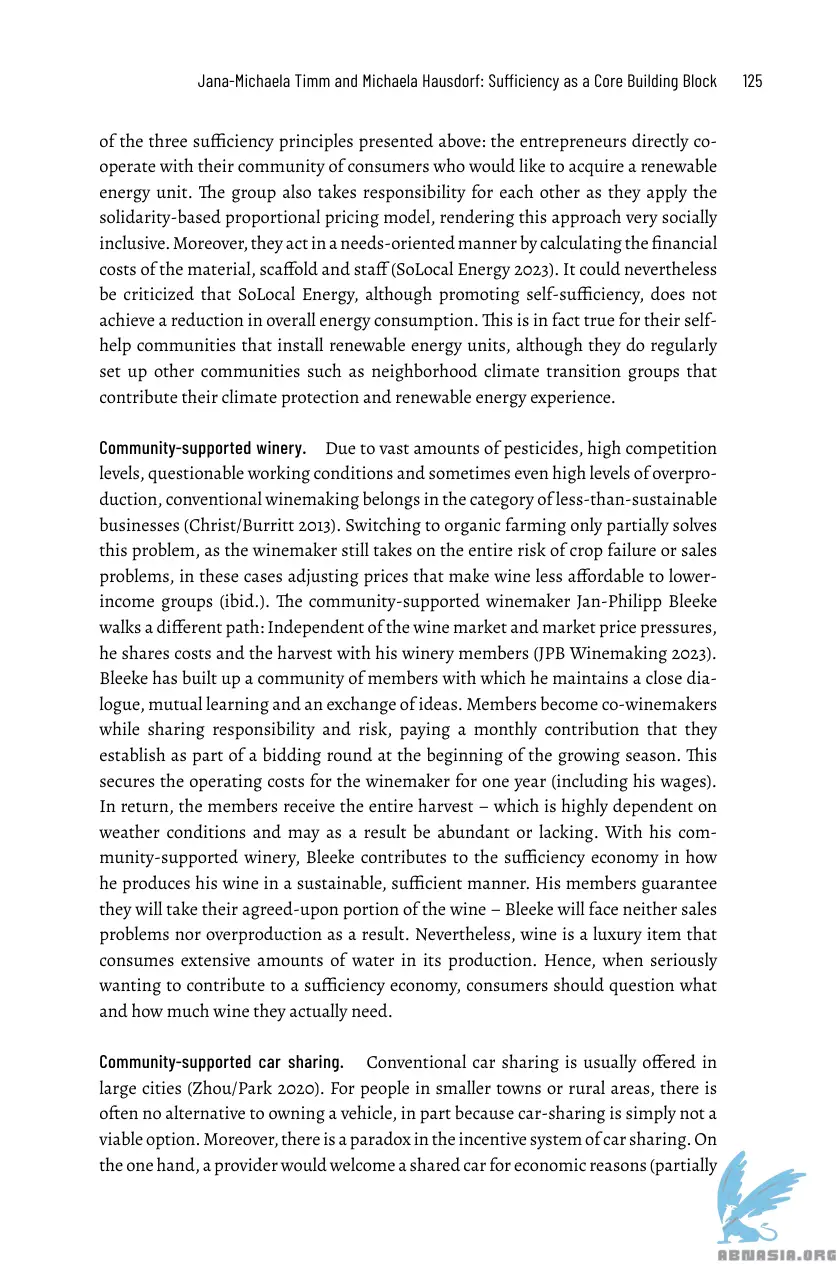 Jana-Michaela Timm and Michaela Hausdorf: Sufficiency as a Core Building Block 125
of the three sufficiency principles presented above: the entrepreneurs directly co-
operate with their community of consumers who would like to acquire a renewable
energy unit. The group also takes responsibility for each other as they apply the
solidarity-based proportional pricing model, rendering this approach very socially
inclusive. Moreover, they act in a needs-oriented manner by calculating the financial
costs of the material, scaffold and staff (SoLocal Energy 2023). It could nevertheless
be criticized that SoLocal Energy, although promoting self-sufficiency, does not
achieve a reduction in overall energy consumption. This is in fact true for their self-
help communities that install renewable energy units, although they do regularly
set up other communities such as neighborhood climate transition groups that
contribute their climate protection and renewable energy experience.
Community-supported winery. Due to vast amounts of pesticides, high competition
levels, questionable working conditions and sometimes even high levels of overpro-
duction, conventional winemaking belongs in the category of less-than-sustainable
businesses (Christ/Burritt 2013). Switching to organic farming only partially solves
this problem, as the winemaker still takes on the entire risk of crop failure or sales
problems, in these cases adjusting prices that make wine less affordable to lower-
income groups (ibid.). The community-supported winemaker Jan-Philipp Bleeke
walks a different path: Independent of the wine market and market price pressures,
he shares costs and the harvest with his winery members (JPB Winemaking 2023).
Bleeke has built up a community of members with which he maintains a close dia-
logue, mutual learning and an exchange of ideas. Members become co-winemakers
while sharing responsibility and risk, paying a monthly contribution that they
establish as part of a bidding round at the beginning of the growing season. This
secures the operating costs for the winemaker for one year (including his wages).
In return, the members receive the entire harvest – which is highly dependent on
weather conditions and may as a result be abundant or lacking. With his com-
munity-supported winery, Bleeke contributes to the sufficiency economy in how
he produces his wine in a sustainable, sufficient manner. His members guarantee
they will take their agreed-upon portion of the wine – Bleeke will face neither sales
problems nor overproduction as a result. Nevertheless, wine is a luxury item that
consumes extensive amounts of water in its production. Hence, when seriously
wanting to contribute to a sufficiency economy, consumers should question what
and how much wine they actually need.
Community-supported car sharing. Conventional car sharing is usually offered in
large cities (Zhou/Park 2020). For people in smaller towns or rural areas, there is
often no alternative to owning a vehicle, in part because car-sharing is simply not a
viable option. Moreover, there is a paradox in the incentive system of car sharing. On
the one hand, a provider would welcome a shared car for economic reasons (partially
ABNASIA.ORG